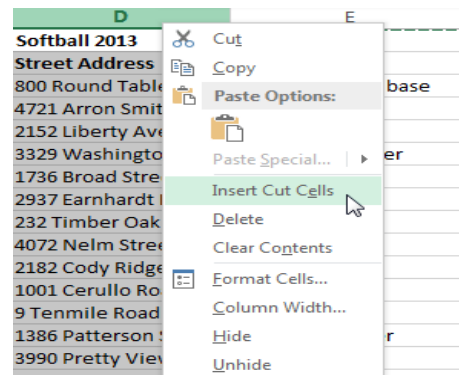 D E
Softball 2013
Street Address
800 Round Table base
4721 Arron Smit
2152 Liberty Ave
3329 Washingto er
1736 Broad Stre
2937 Earnhardt
232 Timber Oak
4072 Nelm Stree
2182 Cody Ridge
1001 Cerullo Ro
9 Tenmile Road
1386 Patterson r
3990 Pretty View
Cut
Copy
Paste Options:
Paste Special...
Insert Cut Cells
Delete
Clear Contents
Format Cells...
Column Width...
Hide
Unhide